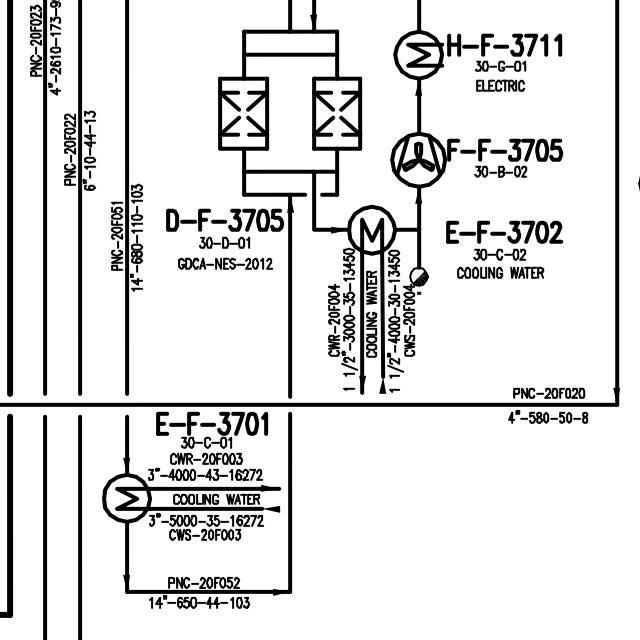 PNC-20F023
4"-2610-173-9
PNC-20F022
6"-10-44-13
PNC-20F051
14"-680-110-103
H-F-3711
30-G-01
ELECTRIC
F-F-3705
30-B-02
D-F-3705
30-D-01
GDCA-NES-2012
E-F-3702
30-C-02
COOLING WATER
CWR-20F004
1 1/2"-3000-35-13450
COOLING WATER
1 1/2"-4000-30-13450
CWS-20F004
PNC-20F020
4"-580-50-8
E-F-3701
30-C-01
CWR-20F003
3"-4000-43-16272
COOLING WATER
3"-5000-35-16272
CWS-20F003
PNC-20F052
14"-650-44-103